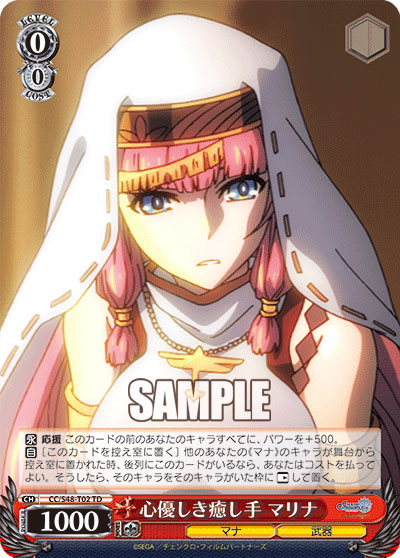 LEVEL
0
0
COST
SAMPLE
永 応援 このカードの前のあなたのキャラすべてに、パワーを＋500。
自 [このカードを控え室に置く] 他のあなたの《マナ》のキャラが舞台から
控え室に置かれた時、後列にこのカードがいるなら、あなたはコストを払って
よい。そうしたら、そのキャラをそのキャラがいた枠に置く。
CC/S48-T02 TD
1000
心優しき癒し手 マリナ
マナ
武器
©SEGA／チェンクロ・フィルムパートナーズ